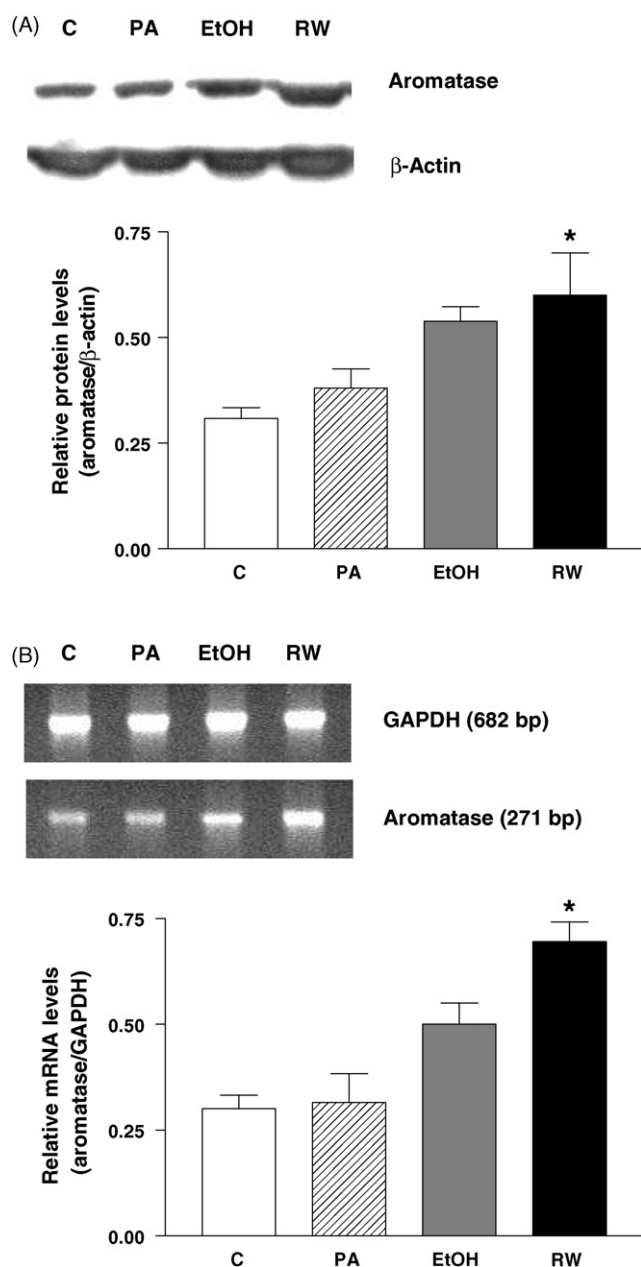 (A)
C PA EtOH RW
Aromatase
β-Actin
Relative protein levels
(aromatase/β-actin)
0.75
0.50
0.25
0.00
*
C PA EtOH RW
(B)
C PA EtOH RW
GAPDH (682 bp)
Aromatase (271 bp)
Relative mRNA levels
(aromatase/GAPDH)
0.75
0.50
0.25
0.00
*
C PA EtOH RW